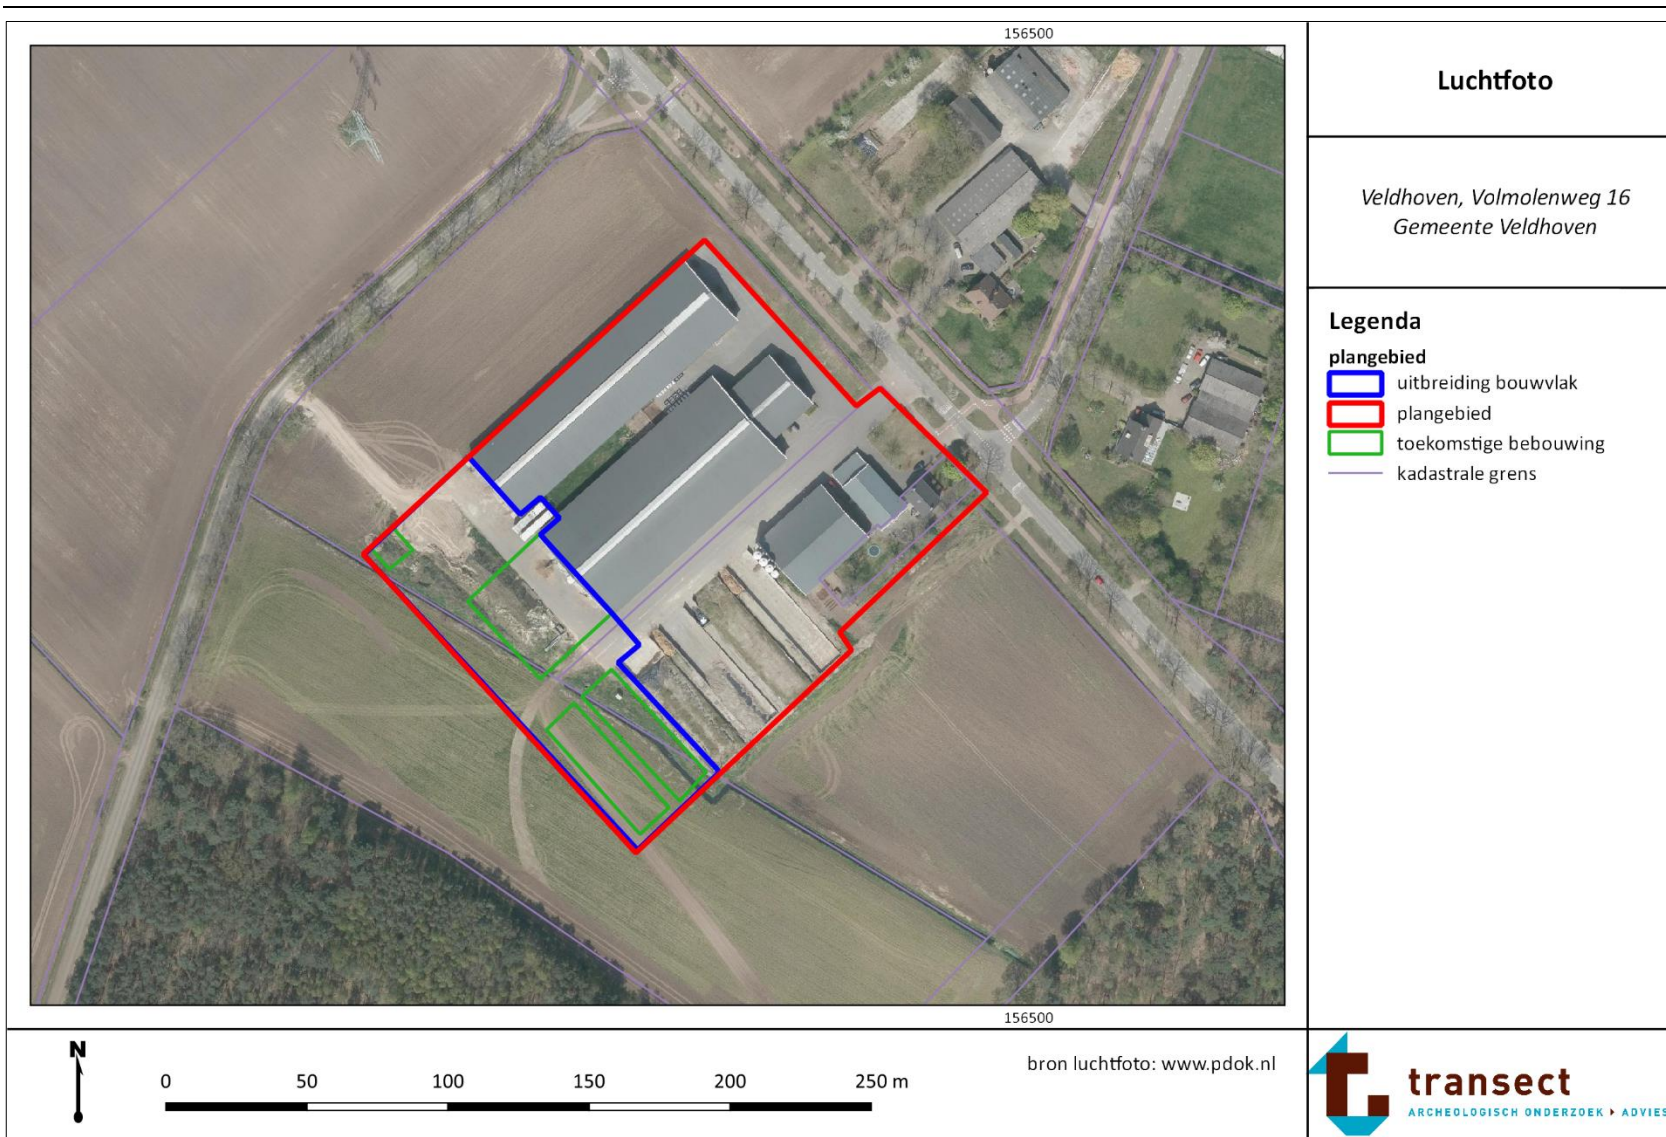 156500
Luchtfoto
Veldhoven, Volmolenweg 16
Gemeente Veldhoven
Legenda
plangebied
uitbreiding bouwvlak
plangebied
toekomstige bebouwing
kadastrale grens
156500
N
0 50 100 150 200 250 m
bron luchtfoto: www.pdok.nl
transect
ARCHEOLOGISCH ONDERZOEK ▸ ADVIES